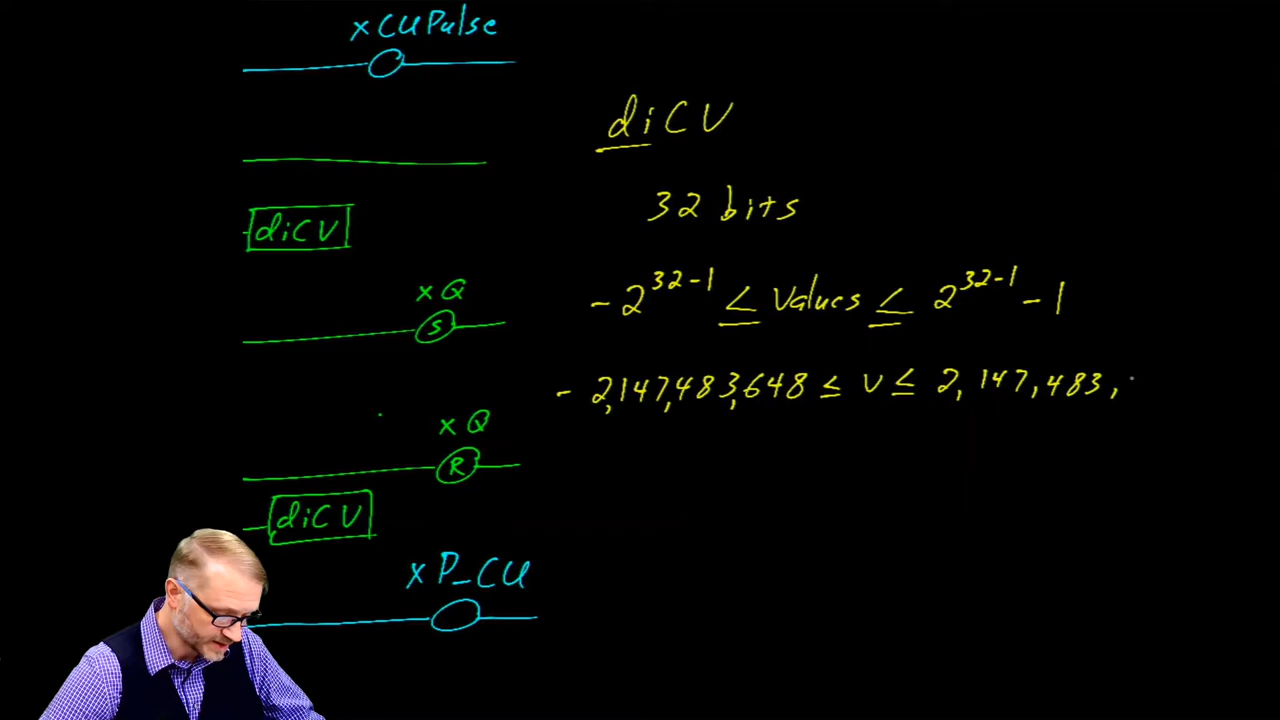 xCUPulse
diCV
32 bits
diCV
-2^32-1 ≤ Values ≤ 2^32-1 - 1
xQ
S
-2,147,483,648 ≤ v ≤ 2,147,483,
xQ
R
diCV
xP_CU